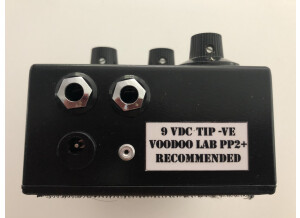 9 VDC TIP -VE
VOODOO LAB PP2+
RECOMMENDED